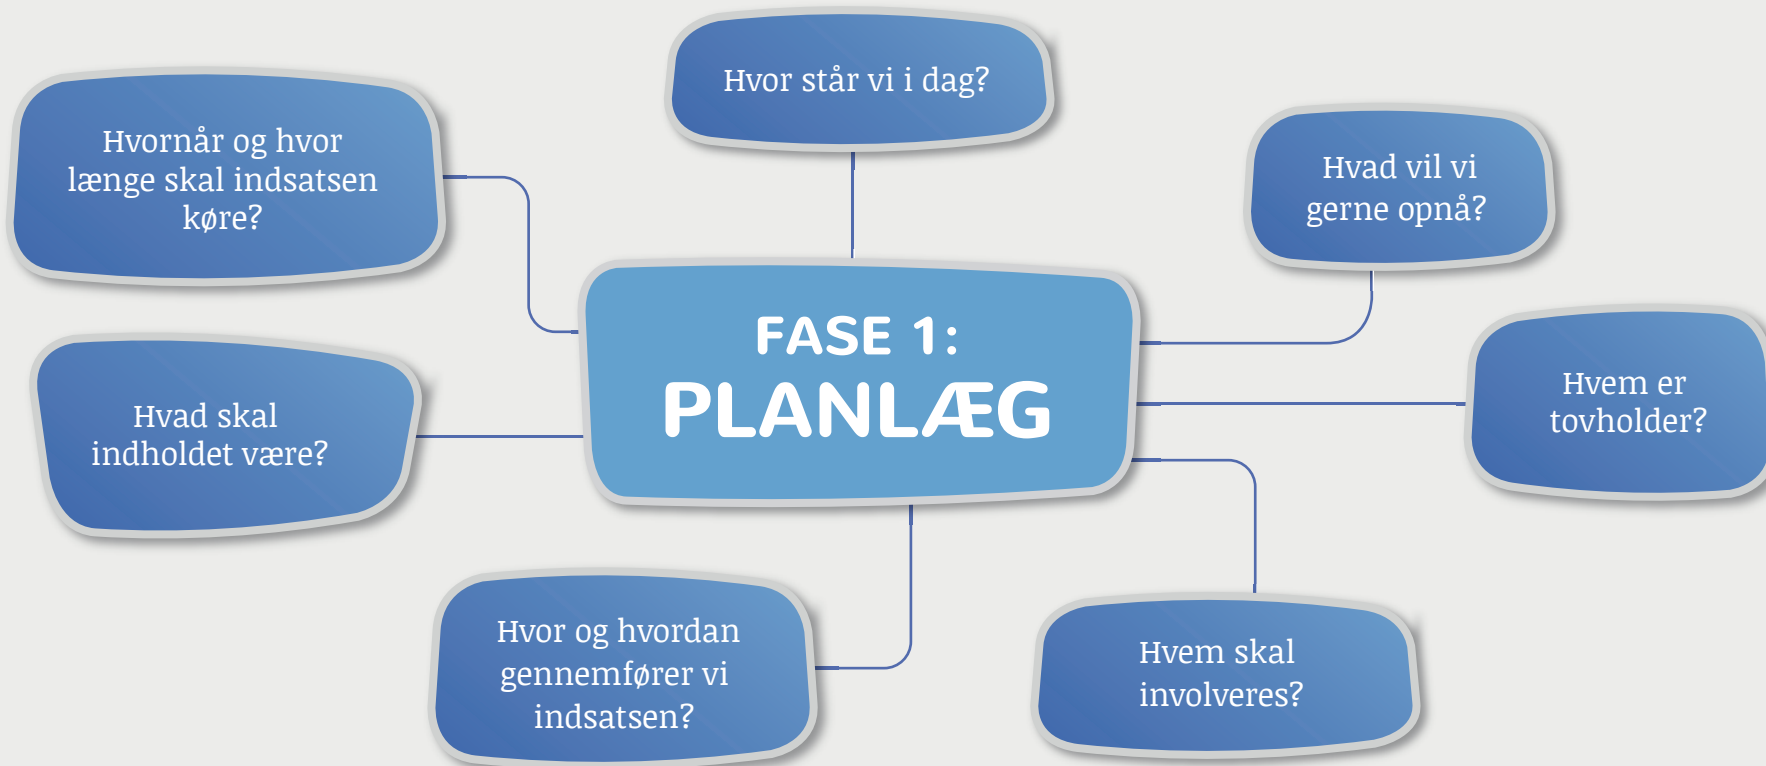 Hvor står vi i dag?
Hvornår og hvor
længe skal indsatsen
køre?
Hvad vil vi
gerne opnå?
FASE 1:
PLANLÆG
Hvem er
tovholder?
Hvad skal
indholdet være?
Hvor og hvordan
gennemfører vi
indsatsen?
Hvem skal
involveres?